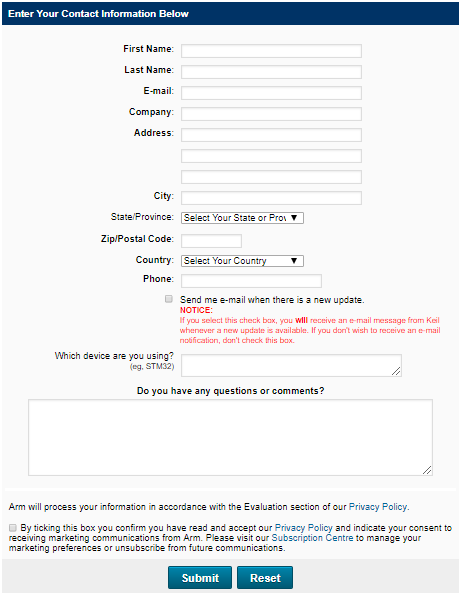 Enter Your Contact Information Below
First Name:
Last Name:
E-mail:
Company:
Address:
City:
State/Province: Select Your State or Prov ▼
Zip/Postal Code:
Country: Select Your Country ▼
Phone:
Send me e-mail when there is a new update.
NOTICE:
If you select this check box, you will receive an e-mail message from Keil
whenever a new update is available. If you don't wish to receive an e-mail
notification, don't check this box.
Which device are you using?
(eg, STM32)
Do you have any questions or comments?
Arm will process your information in accordance with the Evaluation section of our Privacy Policy.
By ticking this box you confirm you have read and accept our Privacy Policy and indicate your consent to
receiving marketing communications from Arm. Please visit our Subscription Centre to manage your
marketing preferences or unsubscribe from future communications.
Submit Reset